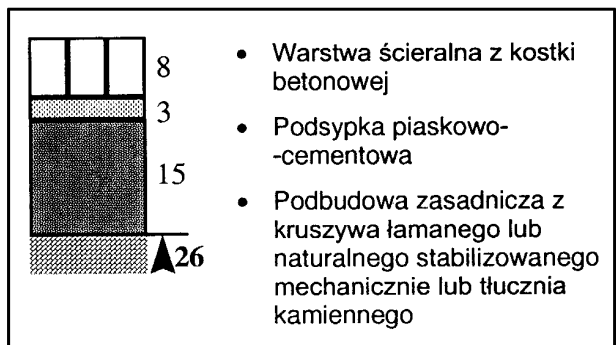 8
3
15
26
• Warstwa ścieralna z kostki
betonowej
• Podsypka piaskowo-
-cementowa
• Podbudowa zasadnicza z
kruszywa łamanego lub
naturalnego stabilizowanego
mechanicznie lub tłucznia
kamiennego